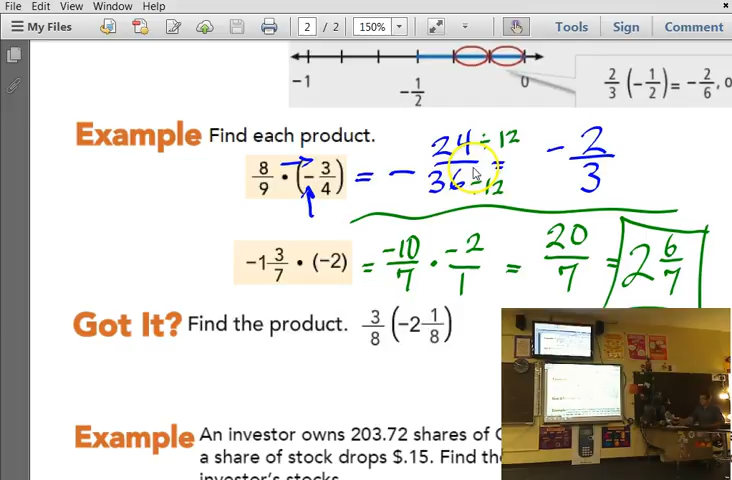 File Edit View Window Help
My Files 2 / 2 150% Tools Sign Comment
-1 -1/2 0 2/3 (-1/2) = -2/6, o
Example Find each product.
8/9 • (-3/4) = - 24÷12/36÷12 = -2/3
-1 3/7 • (-2) = -10/7 • -2/1 = 20/7 = 2 6/7
Got It? Find the product. 3/8 (-2 1/8)
Example An investor owns 203.72 shares of
a share of stock drops $.15. Find the
investor's stocks.